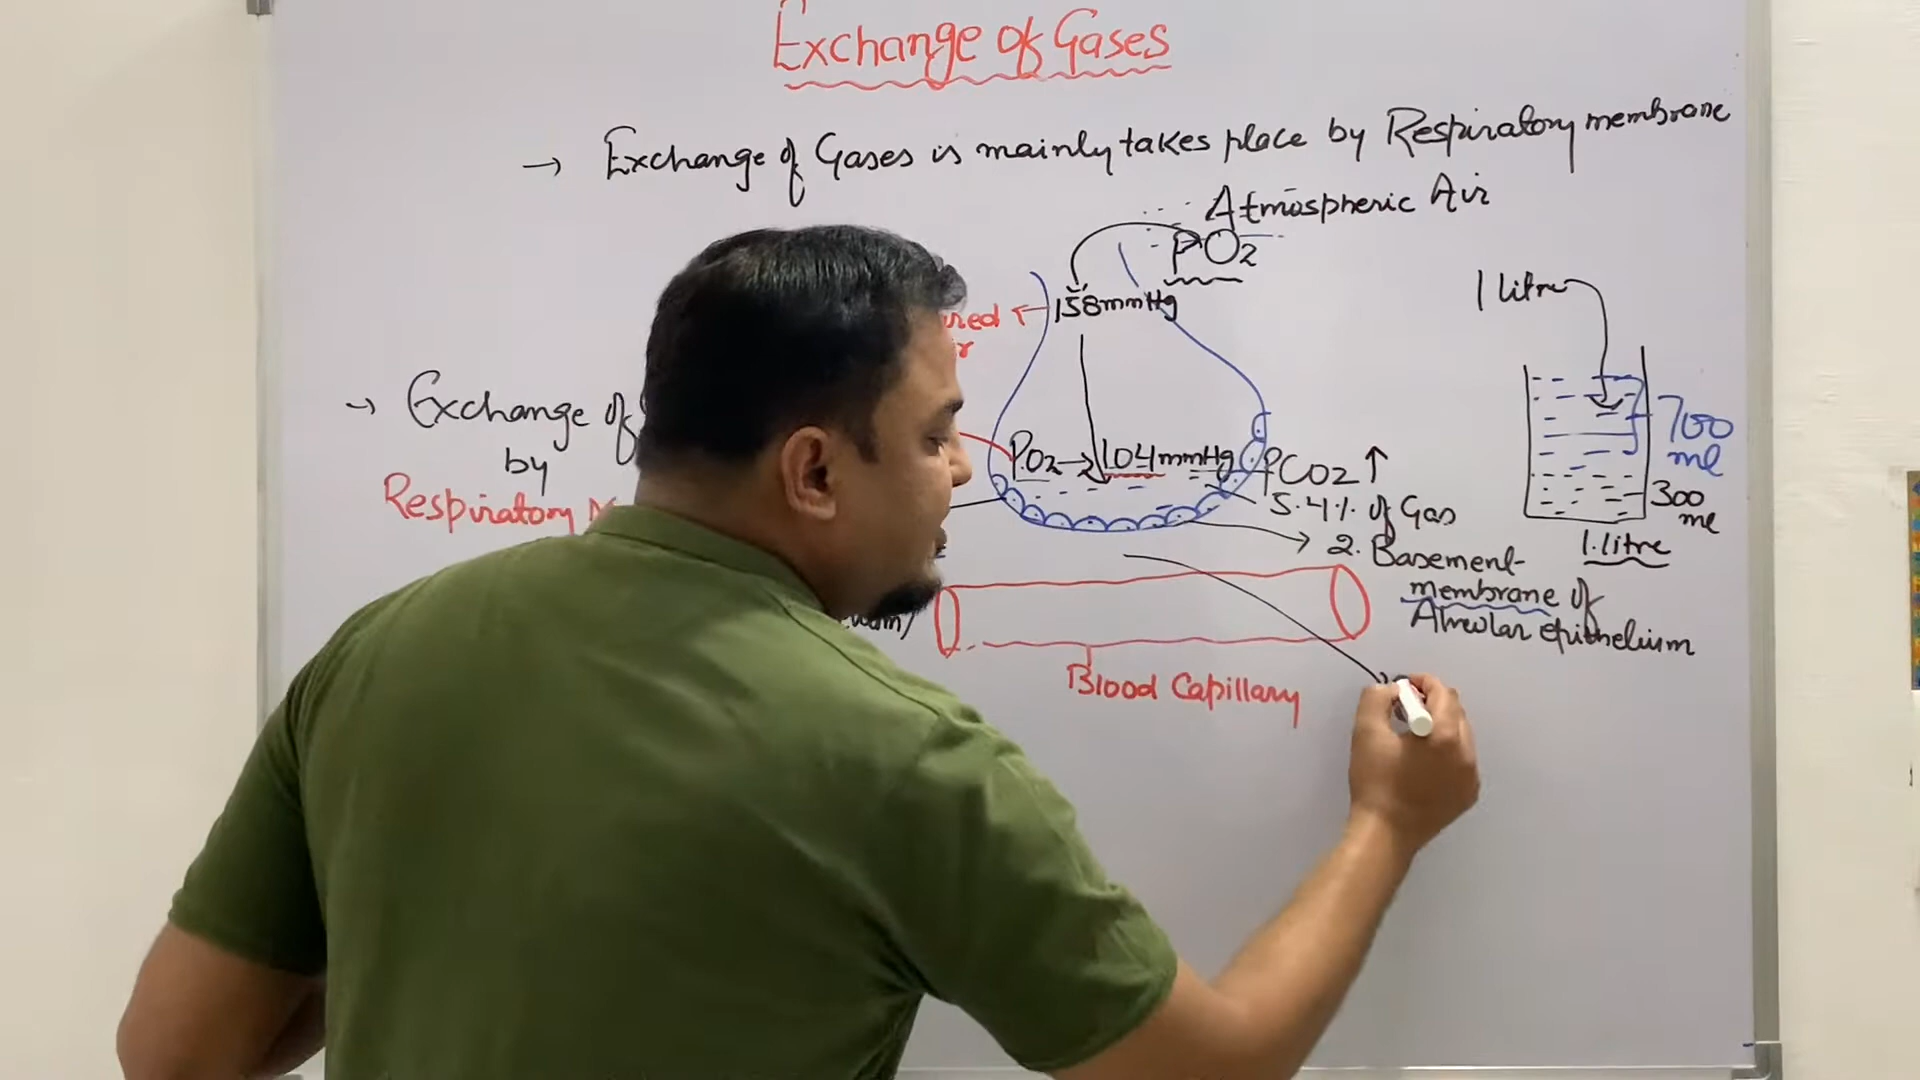 Exchange of Gases
→ Exchange of Gases is mainly takes place by Respiratory membrane
Atmospheric Air
PO2
158mmHg
1 litre
→ Exchange of
by
Respiratory
PO2 → 104mmHg
PCO2 ↑
5.4% of Gas
2. Basement
membrane of
Alveolar epithelium
700
ml
300
ml
1. litre
Blood Capillary